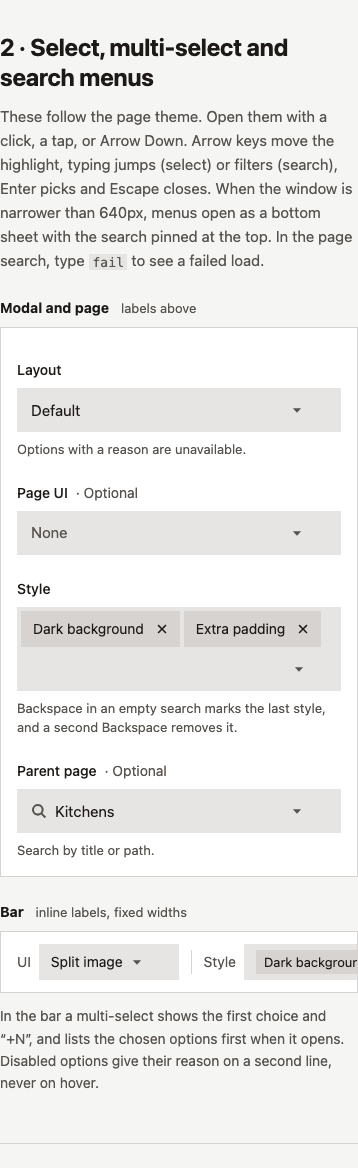 2 · Select, multi-select and
search menus
These follow the page theme. Open them with a
click, a tap, or Arrow Down. Arrow keys move the
highlight, typing jumps (select) or filters (search),
Enter picks and Escape closes. When the window is
narrower than 640px, menus open as a bottom
sheet with the search pinned at the top. In the page
search, type fail to see a failed load.
Modal and page labels above
Layout
Default
Options with a reason are unavailable.
Page UI · Optional
None
Style
Dark background ✕ Extra padding ✕
Backspace in an empty search marks the last style,
and a second Backspace removes it.
Parent page · Optional
Kitchens
Search by title or path.
Bar inline labels, fixed widths
UI Split image Style Dark backgroun
In the bar a multi-select shows the first choice and
“+N”, and lists the chosen options first when it opens.
Disabled options give their reason on a second line,
never on hover.